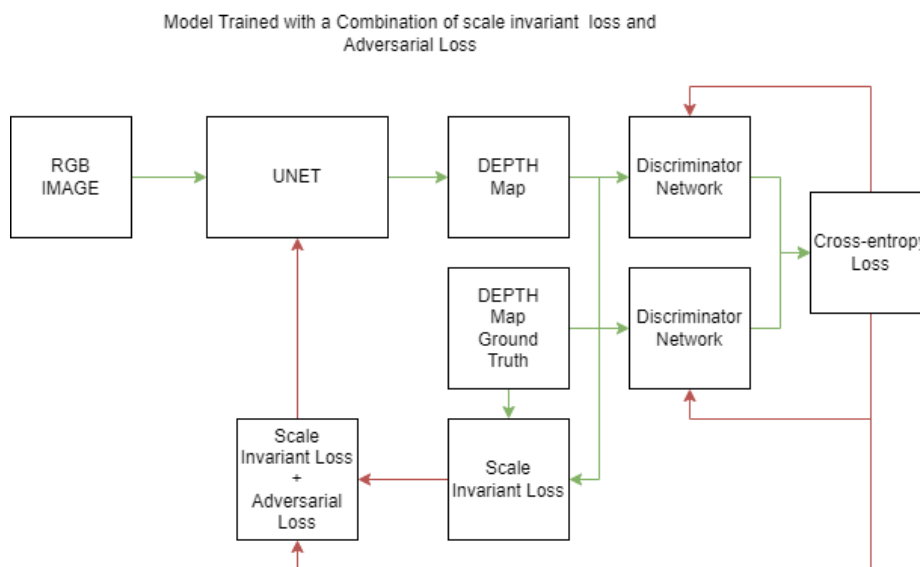 Model Trained with a Combination of scale invariant loss and
Adversarial Loss
RGB
IMAGE
UNET
DEPTH
Map
Discriminator
Network
Cross-entropy
Loss
DEPTH
Map
Ground
Truth
Discriminator
Network
Scale
Invariant Loss
+
Adversarial
Loss
Scale
Invariant Loss